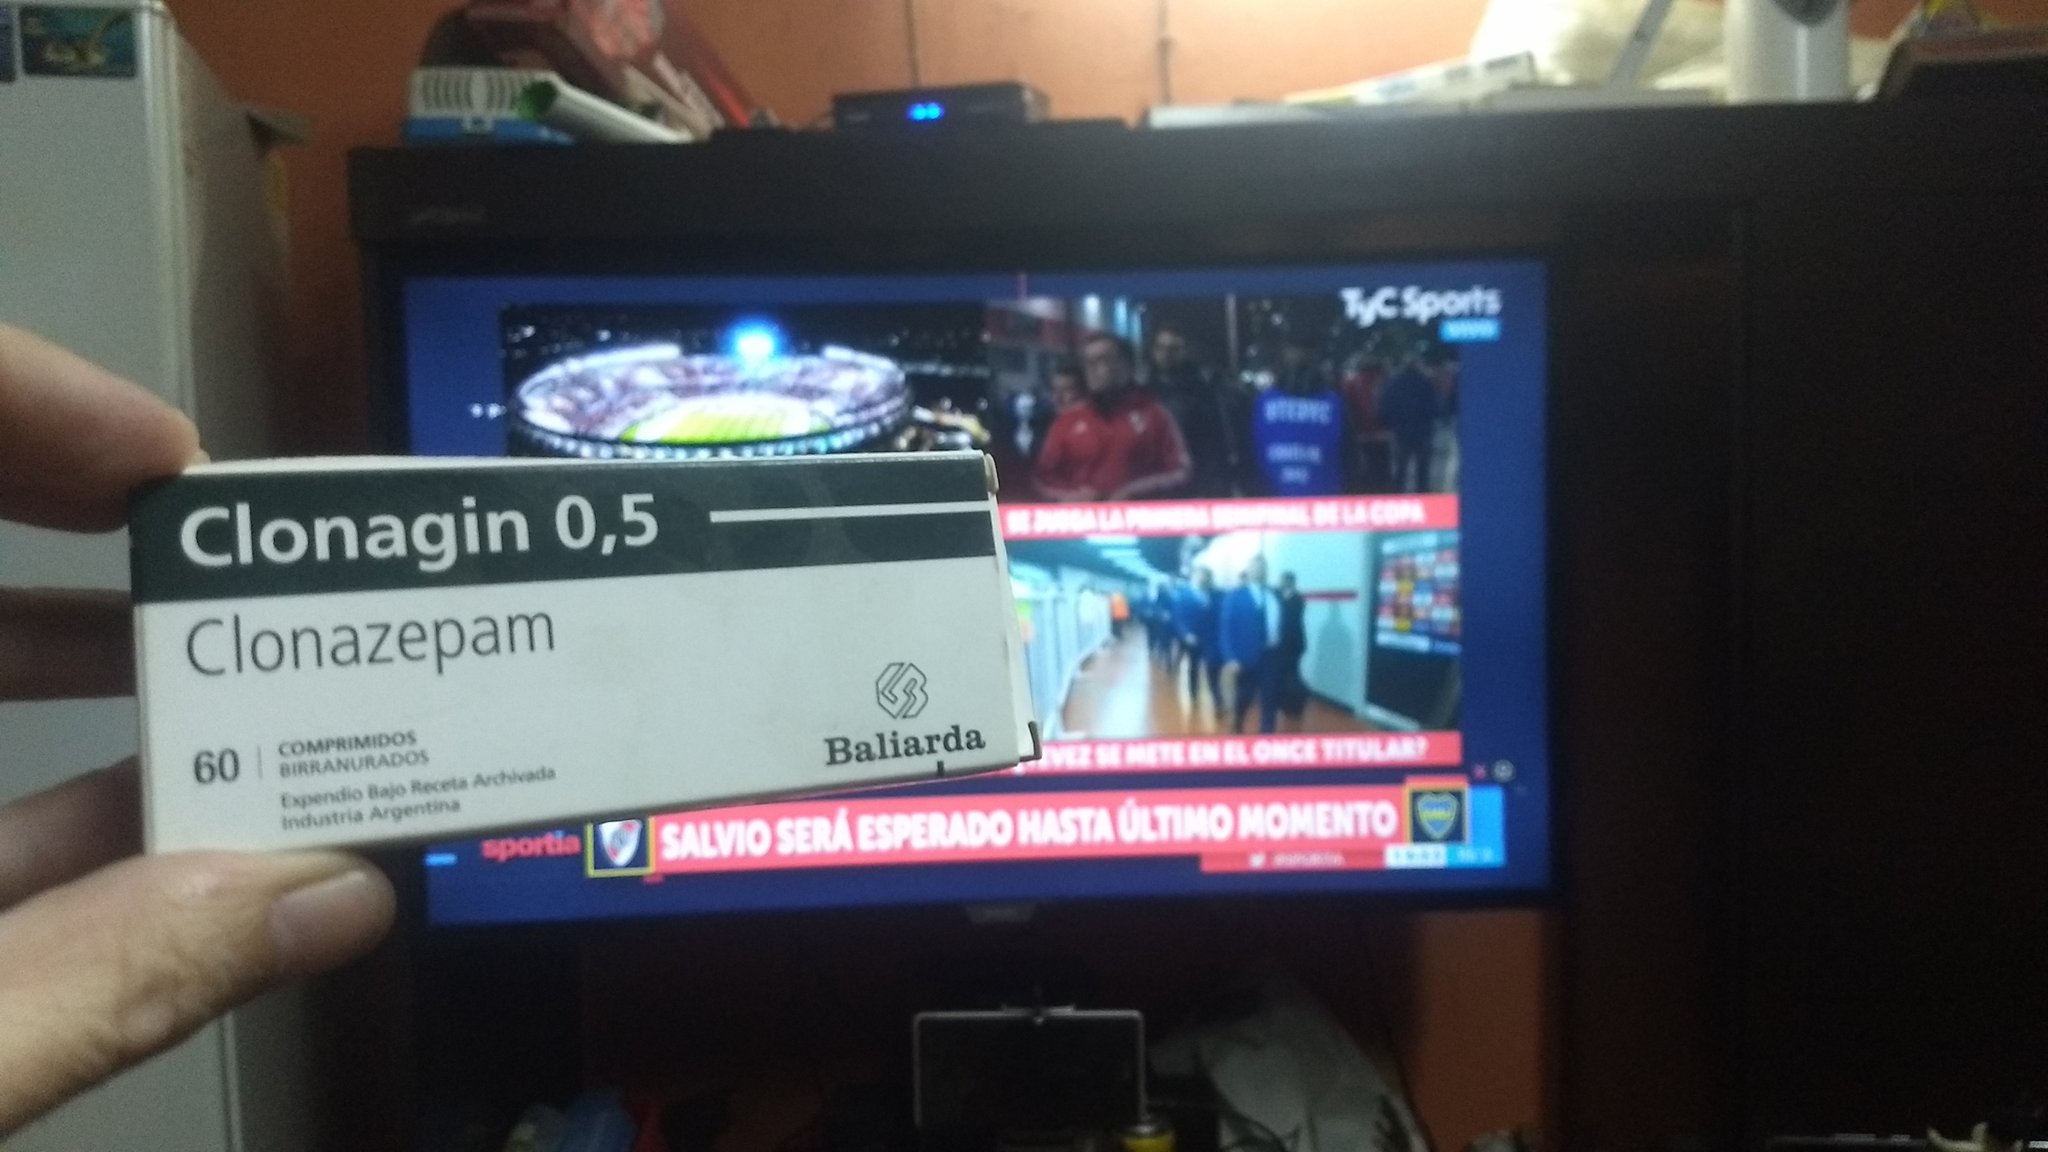 TyC Sports
Clonagin 0,5
Clonazepam
60
COMPRIMIDOS
BIRRANURADOS
Expendio Bajo Receta Archivada
Industria Argentina
Baliarda
SE JUEGA LA PRIMERA SEMIFINAL DE LA COPA
TEVEZ SE METE EN EL ONCE TITULAR?
sportia
SALVIO SERÁ ESPERADO HASTA ÚLTIMO MOMENTO